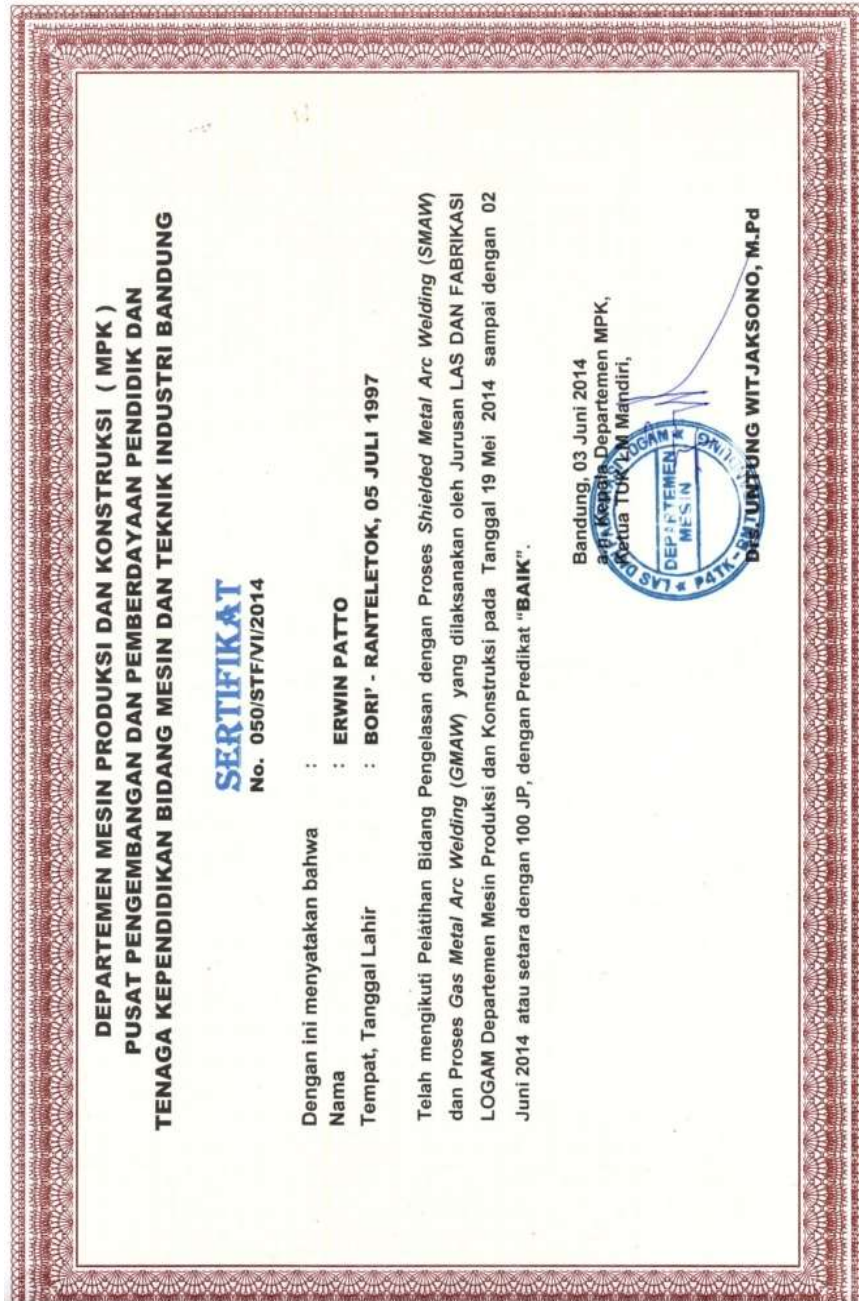 DEPARTEMEN MESIN PRODUKSI DAN KONSTRUKSI ( MPK )
PUSAT PENGEMBANGAN DAN PEMBERDAYAAN PENDIDIK DAN
TENAGA KEPENDIDIKAN BIDANG MESIN DAN TEKNIK INDUSTRI BANDUNG
SERTIFIKAT
No. 050/STF/VI/2014
Dengan ini menyatakan bahwa :
Nama : ERWIN PATTO
Tempat, Tanggal Lahir : BORI' - RANTELETOK, 05 JULI 1997
Telah mengikuti Pelatihan Bidang Pengelasan dengan Proses Shielded Metal Arc Welding (SMAW)
dan Proses Gas Metal Arc Welding (GMAW) yang dilaksanakan oleh Jurusan LAS DAN FABRIKASI
LOGAM Departemen Mesin Produksi dan Konstruksi pada Tanggal 19 Mei 2014 sampai dengan 02
Juni 2014 atau setara dengan 100 JP, dengan Predikat "BAIK".
Bandung, 03 Juni 2014
a.n. Kepala Departemen MPK,
Ketua TUK LM Mandiri,
DEPARTEMEN
MESIN
Drs. UNTUNG WITJAKSONO, M.Pd